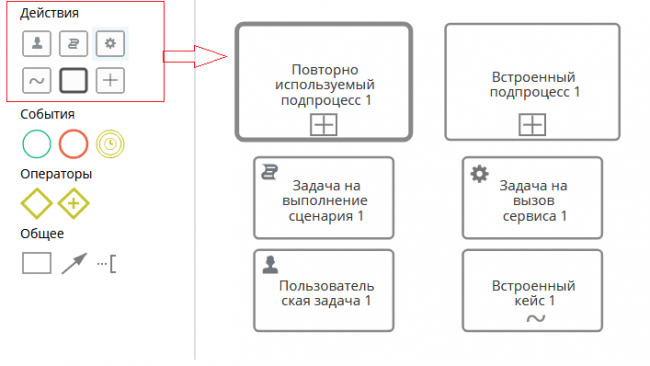 Действия
События
Операторы
Общее
Повторно
используемый
подпроцесс 1
Встроенный
подпроцесс 1
Задача на
выполнение
сценария 1
Задача на
вызов
сервиса 1
Пользователь
ская задача 1
Встроенный
кейс 1